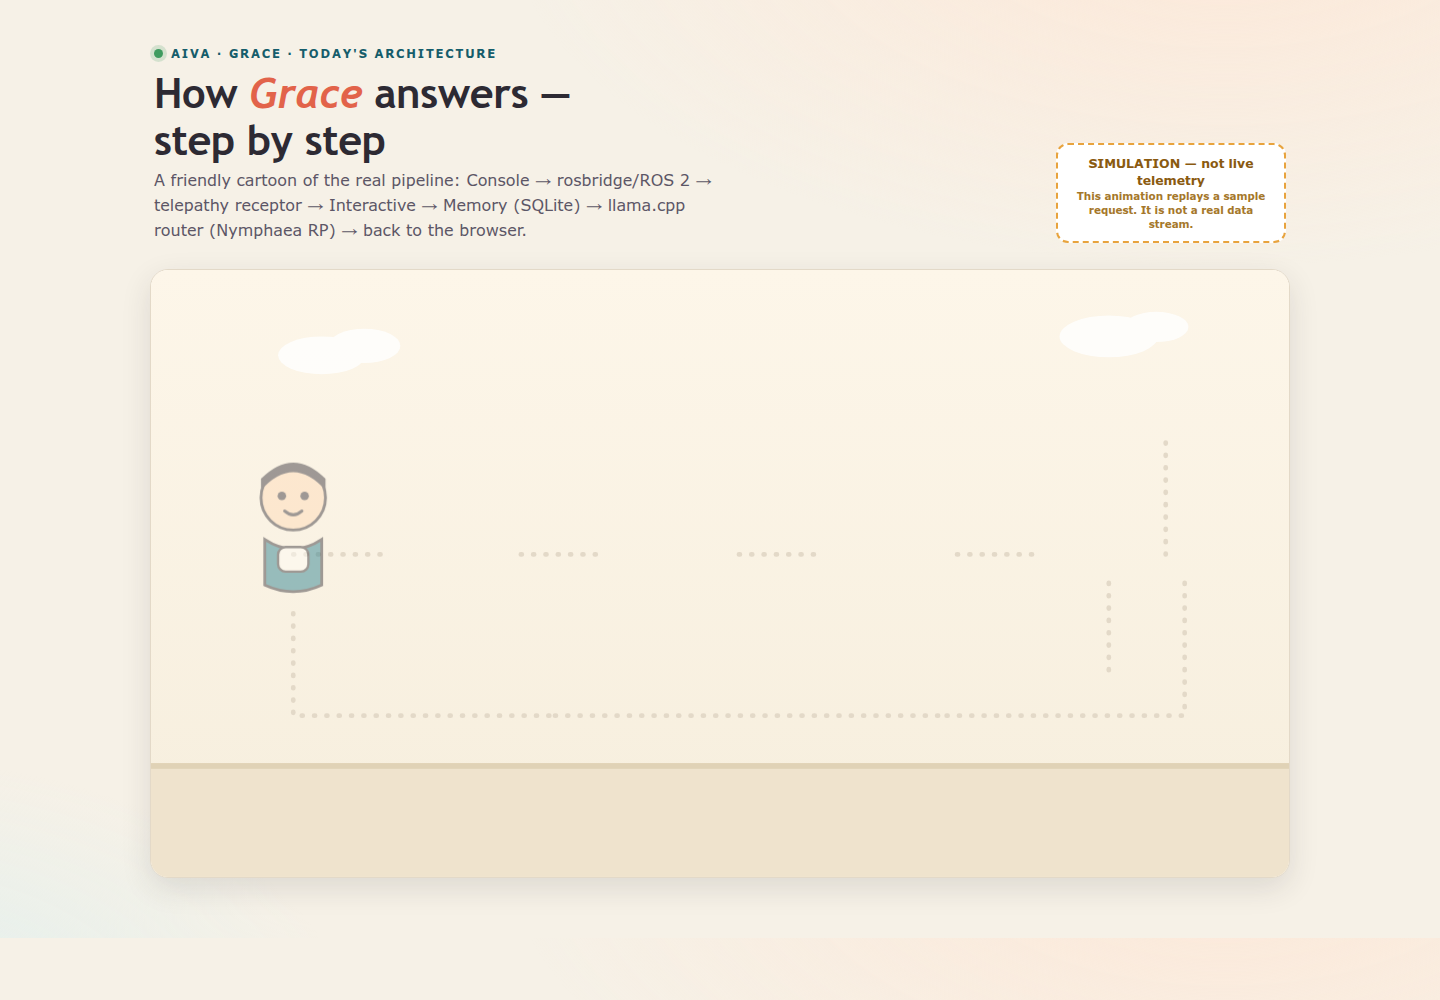 AIVA · GRACE · TODAY'S ARCHITECTURE
How Grace answers —
step by step
A friendly cartoon of the real pipeline: Console → rosbridge/ROS 2 →
telepathy receptor → Interactive → Memory (SQLite) → llama.cpp
router (Nymphaea RP) → back to the browser.
SIMULATION — not live
telemetry
This animation replays a sample
request. It is not a real data
stream.